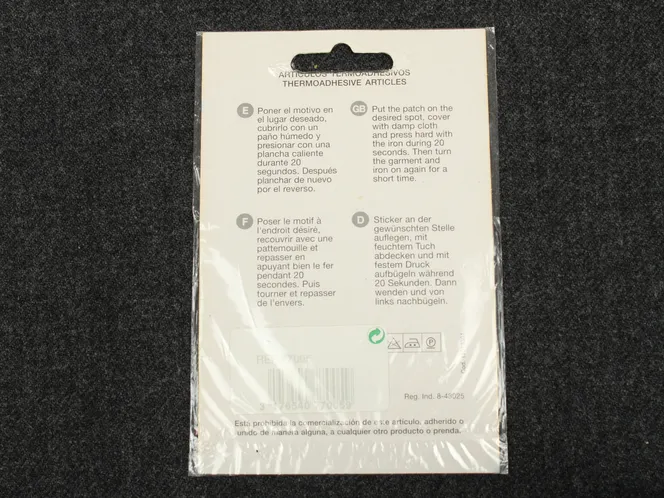 ARTICULOS TERMOADHESIVOS
THERMOADHESIVE ARTICLES
E
Poner el motivo en
el lugar deseado,
cubrirlo con un
paño húmedo y
presionar con una
plancha caliente
durante 20
segundos. Después
planchar de nuevo
por el reverso.
GB
Put the patch on the
desired spot, cover
with damp cloth
and press hard with
the iron during 20
seconds. Then turn
the garment and
iron on again for a
short time.
F
Poser le motif à
l'endroit désiré,
recouvrir avec une
pattemouille et
repasser en
apuyant bien le fer
pendant 20
secondes. Puis
tourner et repasser
de l'envers.
D
Sticker an der
gewünschten Stelle
auflegen, mit
feuchtem Tuch
abdecken und mit
festem Druck
aufbügeln während
20 Sekunden. Dann
wenden und von
links nachbügeln.
P
Reg. Ind. 8-43025
Está prohibida la comercialización de este artículo, adherido o
unido de manera alguna, a cualquier otro producto o prenda.